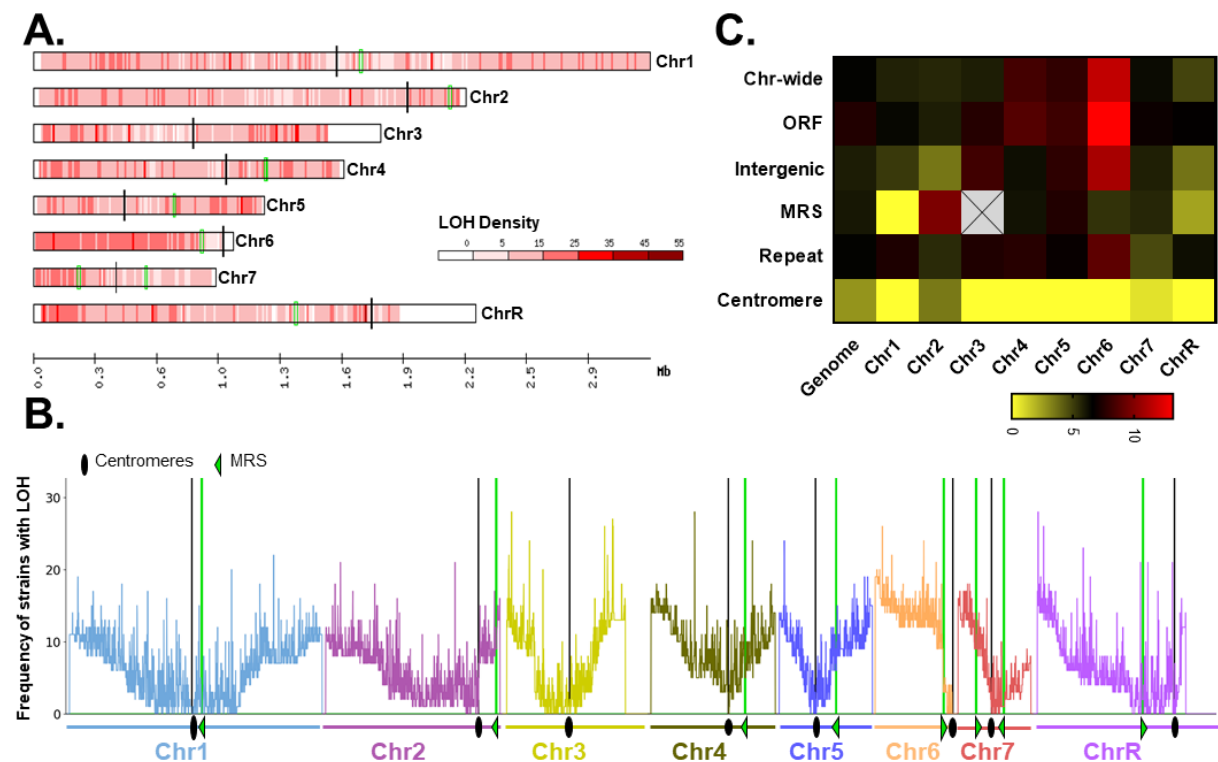 A.
Chr1
Chr2
Chr3
Chr4
Chr5
Chr6
Chr7
ChrR
LOH Density
0 5 15 25 35 45 55
0.0 0.3 0.6 1.0 1.3 1.6 1.9 2.2 2.5 2.9 Mb
C.
Chr-wide
ORF
Intergenic
MRS
Repeat
Centromere
Genome Chr1 Chr2 Chr3 Chr4 Chr5 Chr6 Chr7 ChrR
0 5 10
B.
Centromeres MRS
Frequency of strains with LOH
30
20
10
0
Chr1 Chr2 Chr3 Chr4 Chr5 Chr6 Chr7 ChrR